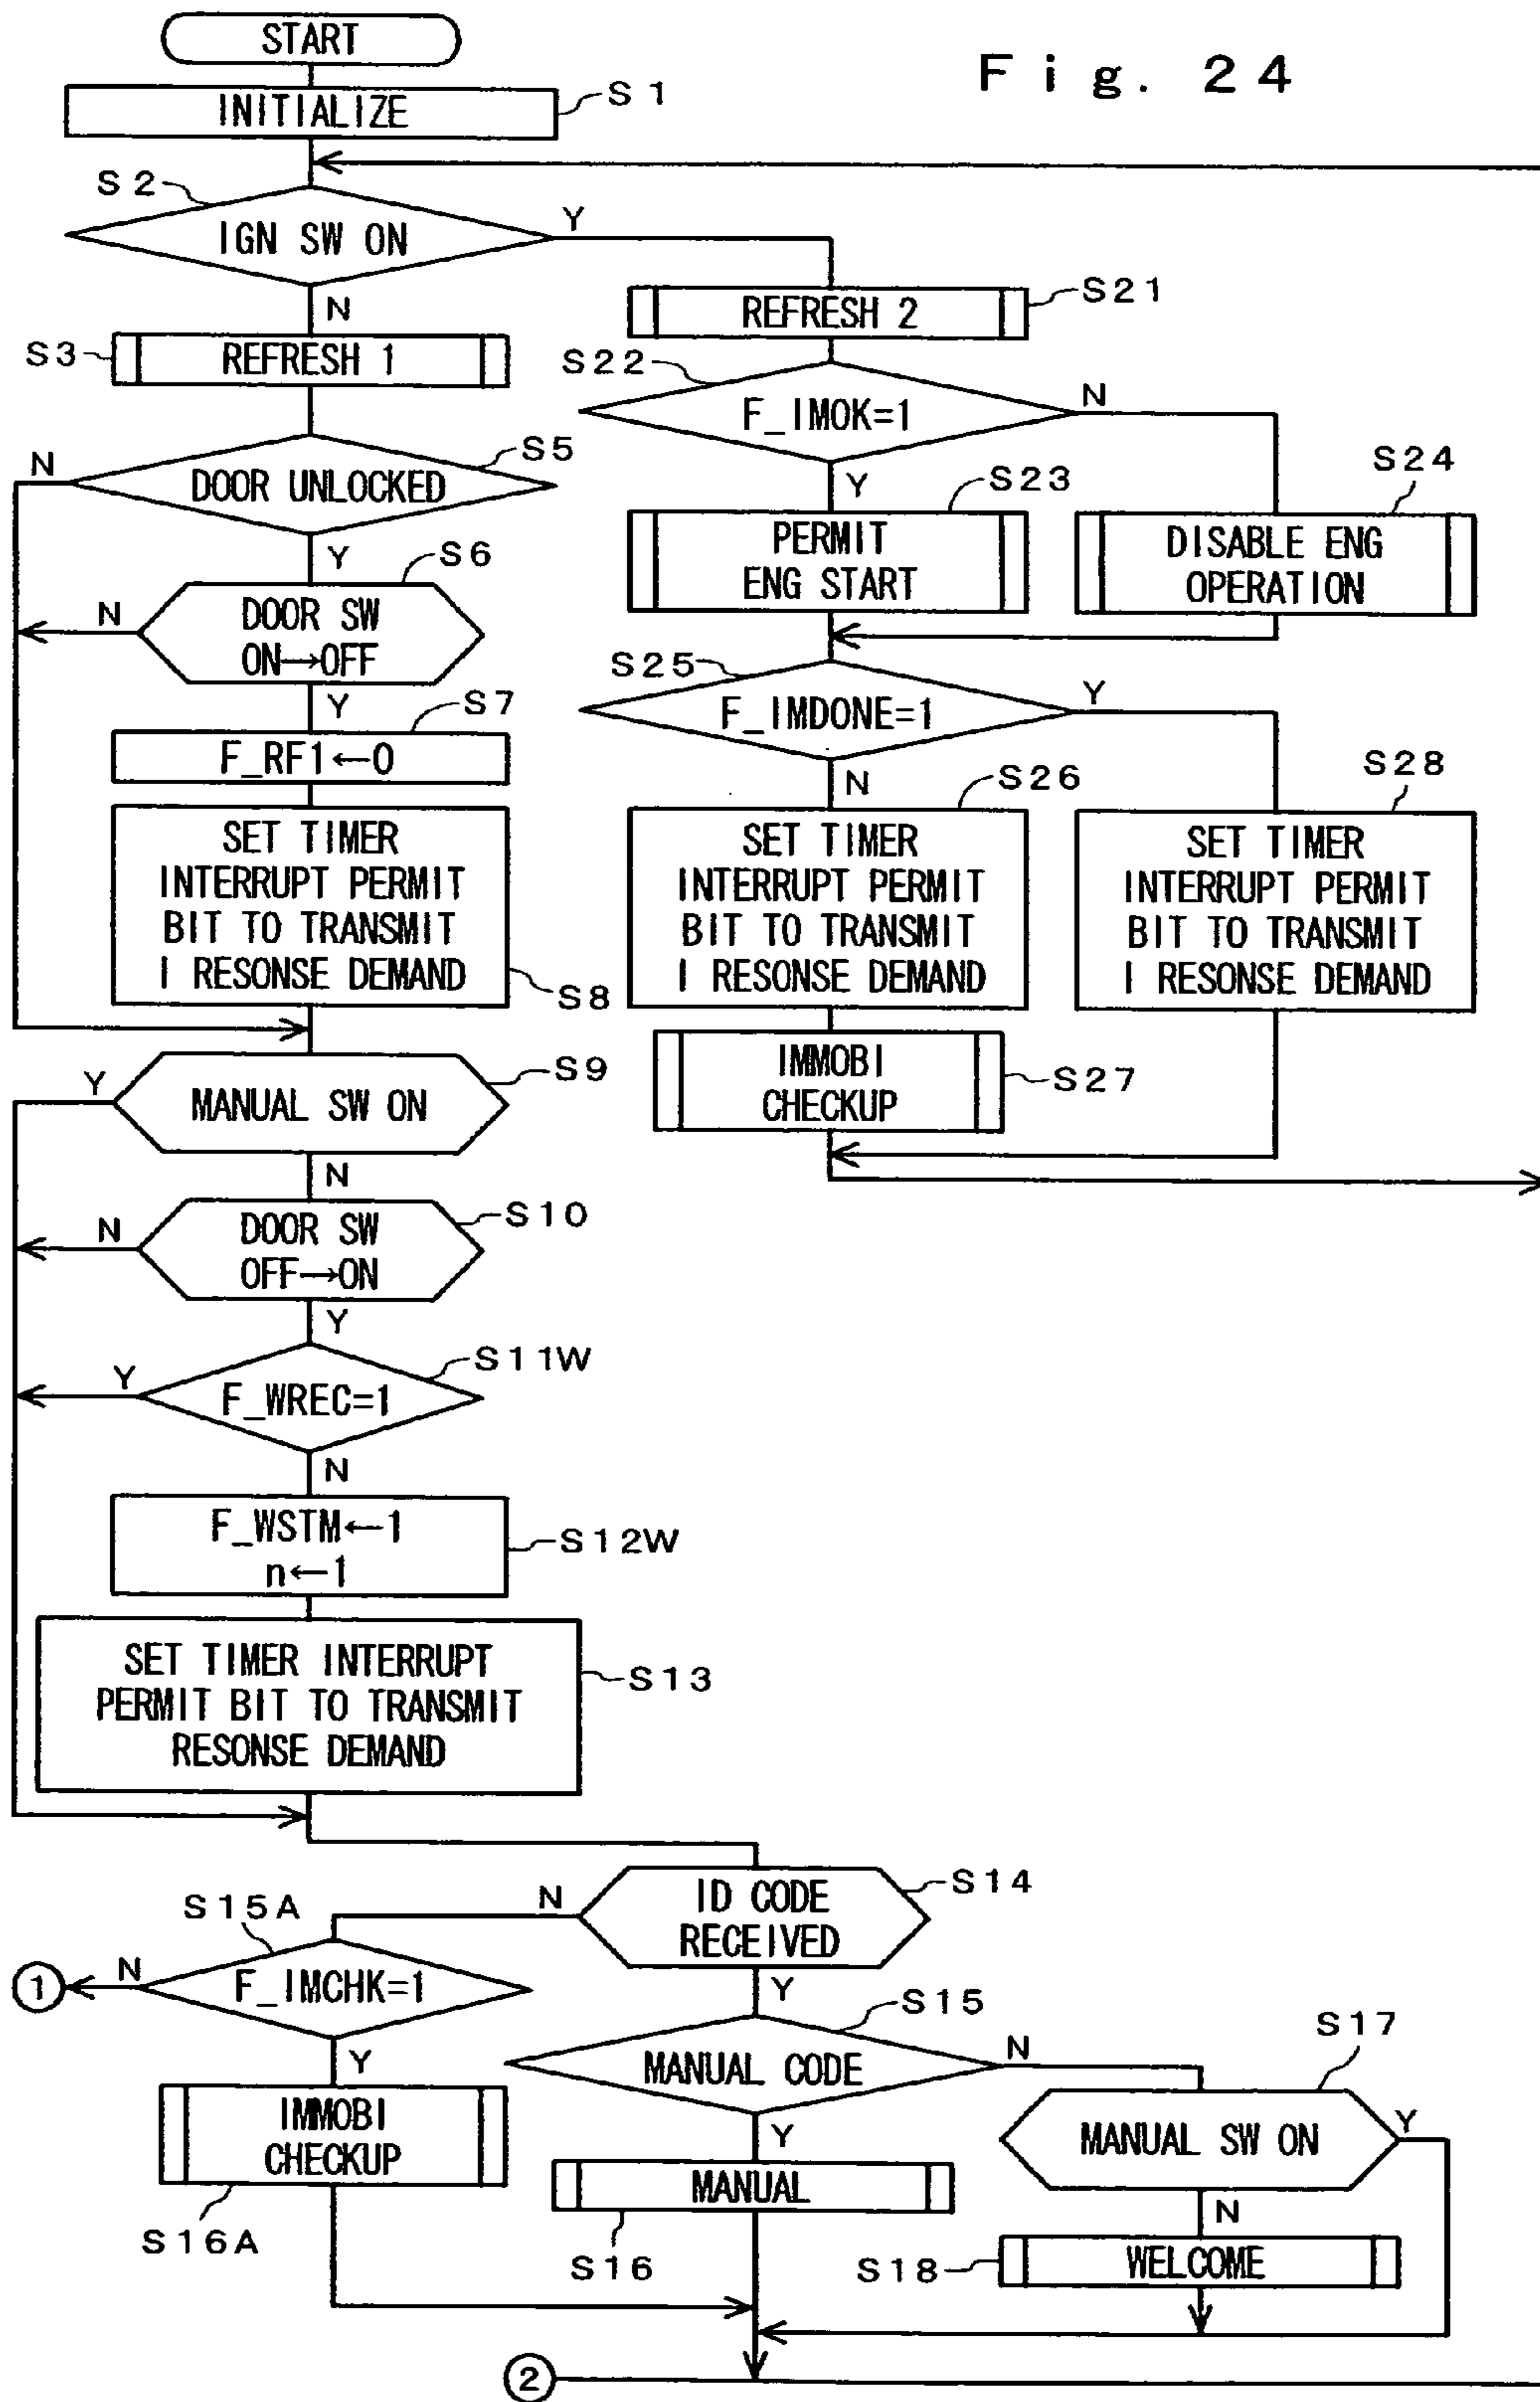 START
Fig. 24
INITIALIZE
S1
S2
IGN SW ON
Y
N
S3
REFRESH 1
N
DOOR UNLOCKED
S5
Y
S6
N
DOOR SW
ON→OFF
Y
S7
F_RF1←0
SET TIMER
INTERRUPT PERMIT
BIT TO TRANSMIT
I RESONSE DEMAND
S8
Y
MANUAL SW ON
S9
N
N
DOOR SW
OFF→ON
S10
Y
Y
F_WREC=1
S11W
N
F_WSTM←1
n←1
S12W
SET TIMER INTERRUPT
PERMIT BIT TO TRANSMIT
RESONSE DEMAND
S13
REFRESH 2
S21
S22
F_IMOK=1
N
Y
S23
PERMIT
ENG START
S24
DISABLE ENG
OPERATION
S25
F_IMDONE=1
Y
N
S26
SET TIMER
INTERRUPT PERMIT
BIT TO TRANSMIT
I RESONSE DEMAND
S28
SET TIMER
INTERRUPT PERMIT
BIT TO TRANSMIT
I RESONSE DEMAND
IMMOBI
CHECKUP
S27
N
ID CODE
RECEIVED
S14
S15A
1
N
F_IMCHK=1
Y
Y
S15
MANUAL CODE
N
S17
IMMOBI
CHECKUP
S16A
Y
MANUAL
S16
MANUAL SW ON
Y
N
S18
WELCOME
2